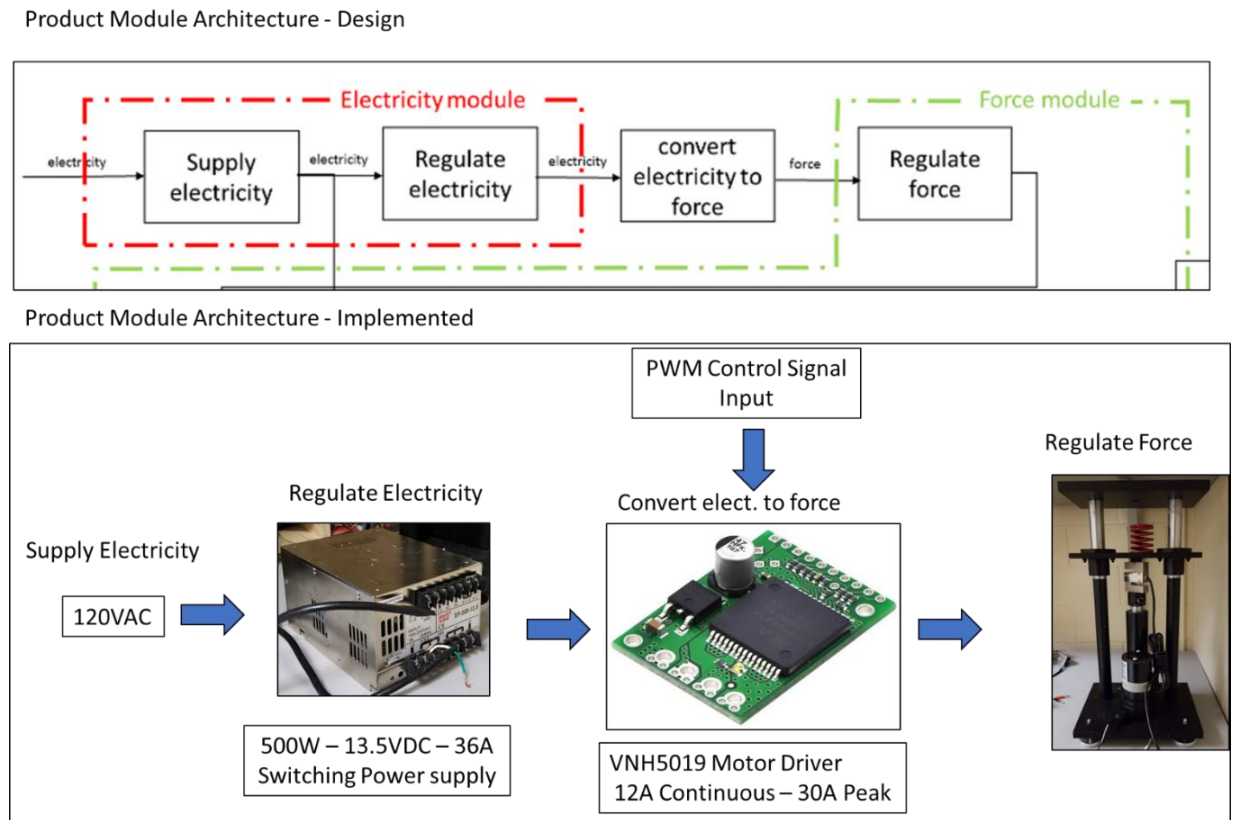 Product Module Architecture - Design
Electricity module
Force module
electricity
Supply
electricity
electricity
Regulate
electricity
electricity
convert
electricity to
force
force
Regulate
force
Product Module Architecture - Implemented
PWM Control Signal
Input
Regulate Force
Regulate Electricity
Convert elect. to force
Supply Electricity
120VAC
500W – 13.5VDC – 36A
Switching Power supply
VNH5019 Motor Driver
12A Continuous – 30A Peak